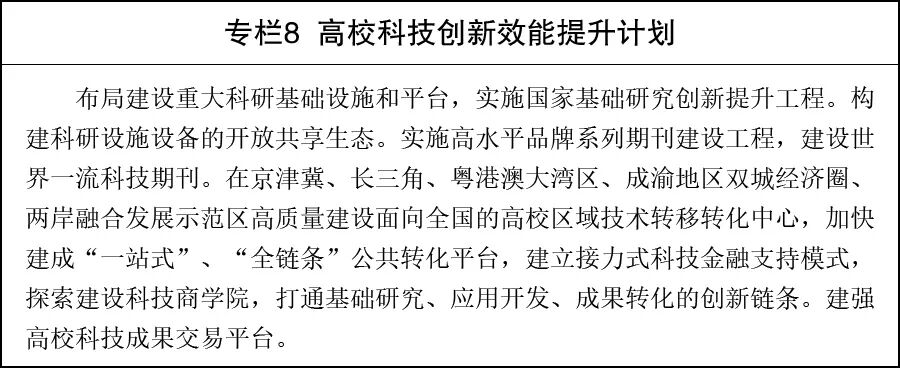 专栏8 高校科技创新效能提升计划
布局建设重大科研基础设施和平台，实施国家基础研究创新提升工程。构
建科研设施设备的开放共享生态。实施高水平品牌系列期刊建设工程，建设世
界一流科技期刊。在京津冀、长三角、粤港澳大湾区、成渝地区双城经济圈、
两岸融合发展示范区高质量建设面向全国的高校区域技术转移转化中心，加快
建成“一站式”、“全链条”公共转化平台，建立接力式科技金融支持模式，
探索建设科技商学院，打通基础研究、应用开发、成果转化的创新链条。建强
高校科技成果交易平台。